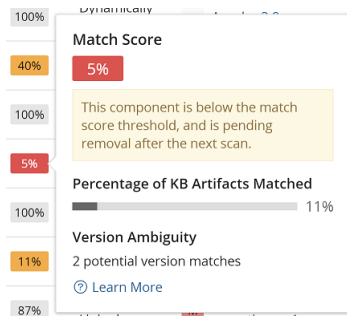 100%
Dynamically
Match Score
5%
40%
This component is below the match
score threshold, and is pending
removal after the next scan.
100%
5%
Percentage of KB Artifacts Matched
11%
100%
Version Ambiguity
2 potential version matches
11%
Learn More
87%